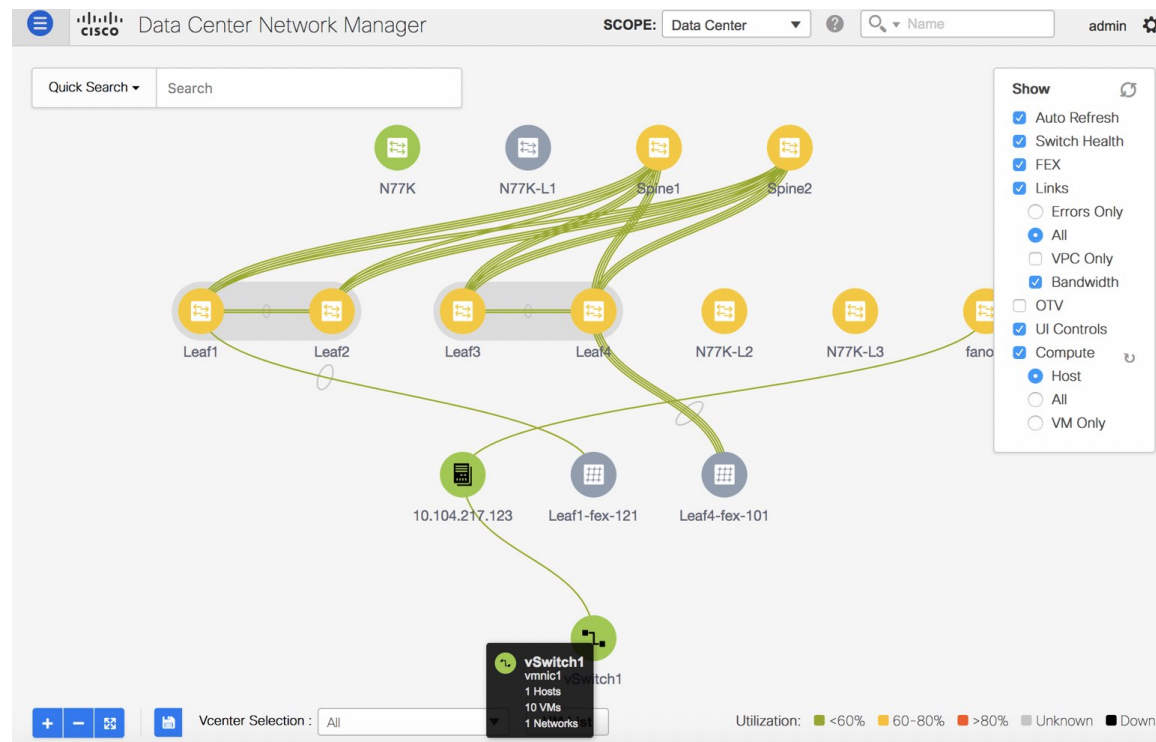 CISCO Data Center Network Manager SCOPE: Data Center ? Name admin
Quick Search Search
Show
Auto Refresh
Switch Health
FEX
Links
Errors Only
All
VPC Only
Bandwidth
OTV
UI Controls
Compute
Host
All
VM Only
N77K N77K-L1 Spine1 Spine2
Leaf1 Leaf2 Leaf3 Leaf4 N77K-L2 N77K-L3 fano
10.104.217.123 Leaf1-fex-121 Leaf4-fex-101
vSwitch1
vSwitch1
vmnic1
1 Hosts
10 VMs
1 Networks
Vcenter Selection : All
Utilization: <60% 60-80% >80% Unknown Down